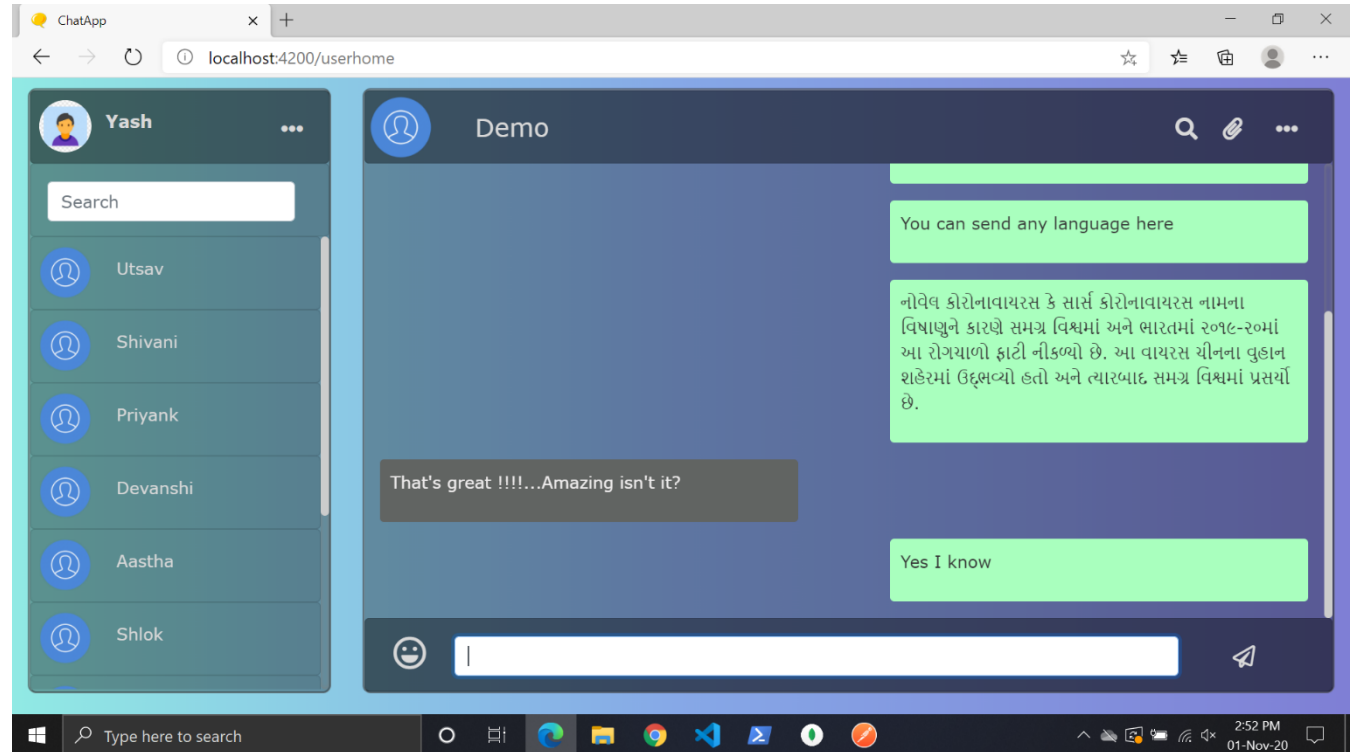 ChatApp
localhost:4200/userhome
Yash
Demo
Search
Utsav
Shivani
Priyank
Devanshi
Aastha
Shlok
You can send any language here
નોવેલ કોરોનાવાયરસ કે સાર્સ કોરોનાવાયરસ નામના
વિષાણુને કારણે સમગ્ર વિશ્વમાં અને ભારતમાં ૨૦૧૯-૨૦માં
આ રોગચાળો ફાટી નીકળ્યો છે. આ વાયરસ ચીનના વુહાન
શહેરમાં ઉદ્ભવ્યો હતો અને ત્યારબાદ સમગ્ર વિશ્વમાં પ્રસર્યો
છે.
That's great !!!!...Amazing isn't it?
Yes I know
Type here to search
2:52 PM
01-Nov-20